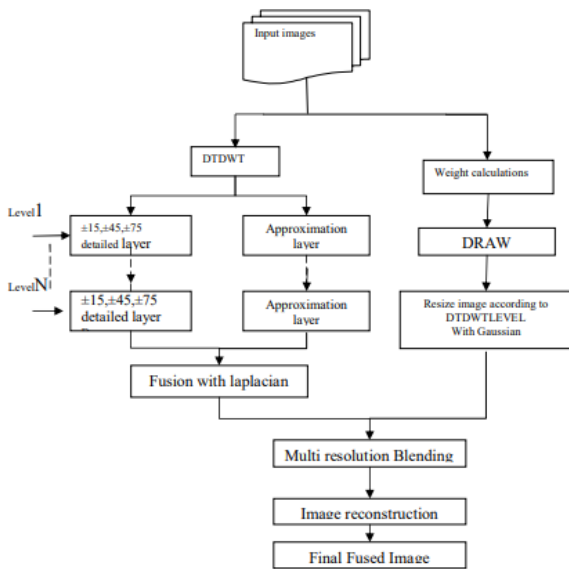 Input images
DTDWT
Weight calculations
Level1
±15,±45,±75
detailed layer
Approximation
layer
DRAW
LevelN
±15,±45,±75
detailed layer
Approximation
layer
Resize image according to
DTDWTLEVEL
With Gaussian
Fusion with laplacian
Multi resolution Blending
Image reconstruction
Final Fused Image